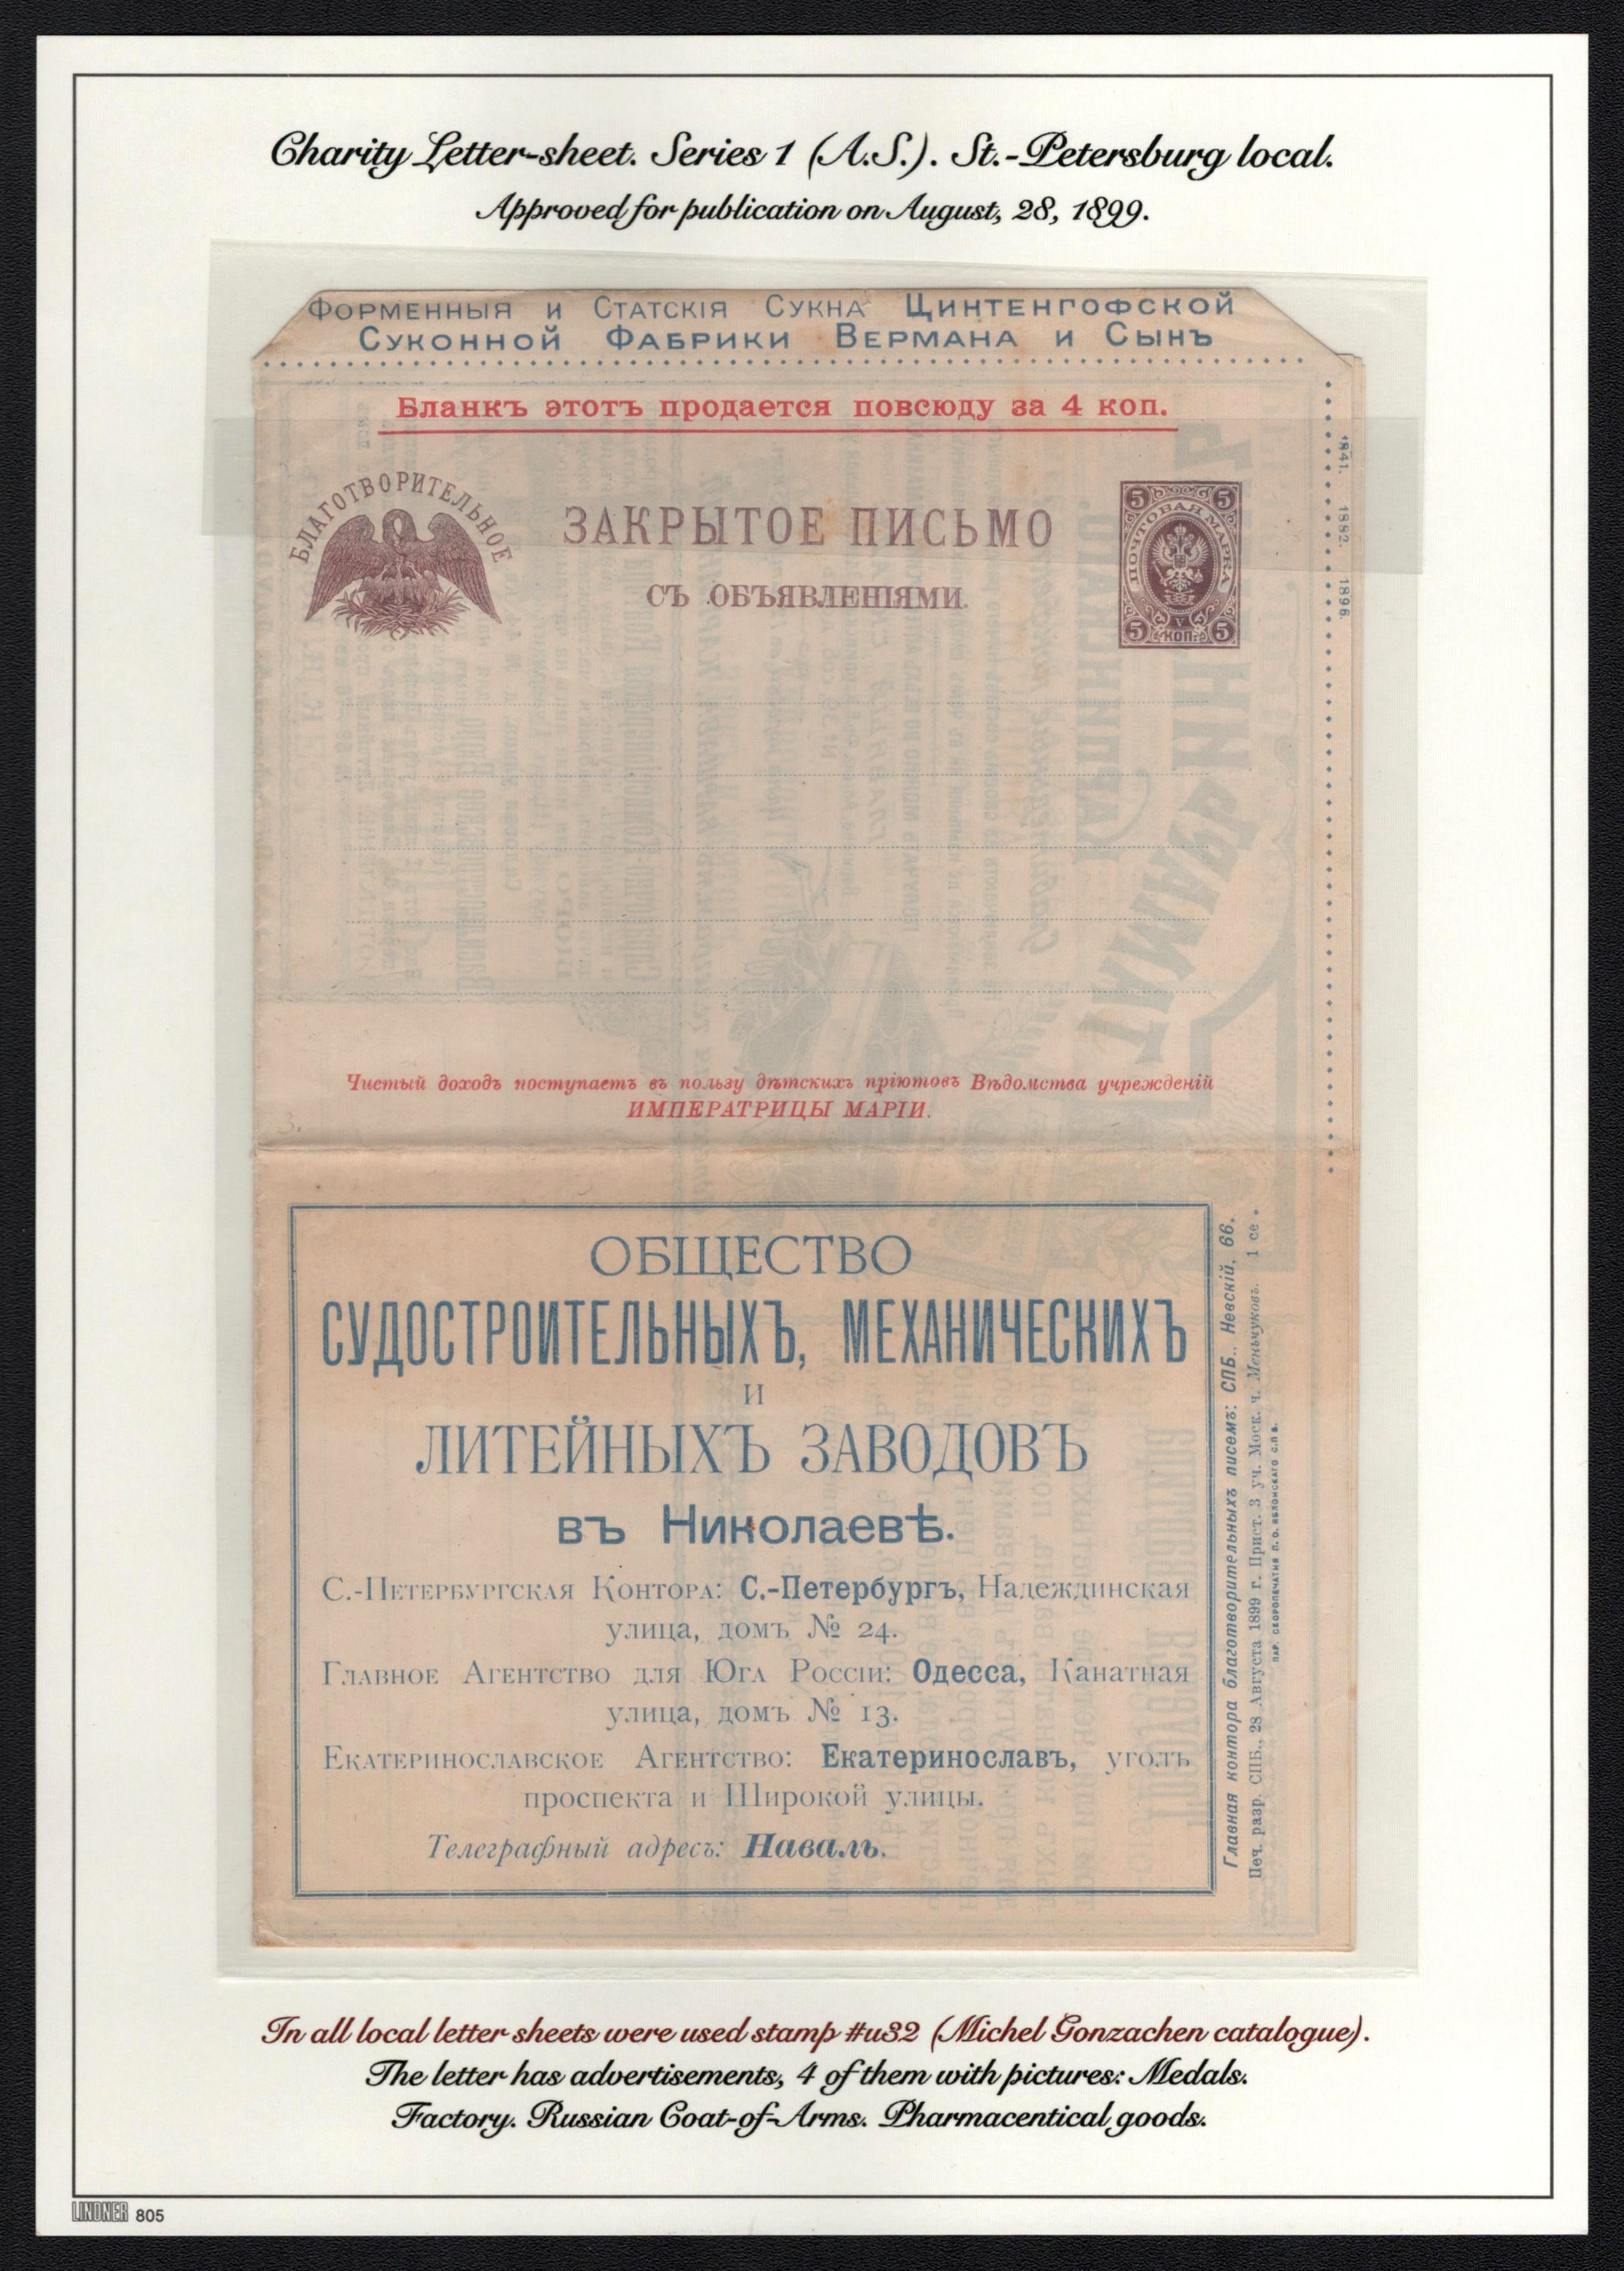 Charity Letter-sheet. Series 1 (A.S.). St.-Petersburg local.
Approved for publication on August, 28, 1899.
Форменныя и Статскія Сукна Цинтенгофской
Суконной Фабрики Вермана и Сынъ
Бланкъ этотъ продается повсюду за 4 коп.
БЛАГОТВОРИТЕЛЬНОЕ
ЗАКРЫТОЕ ПИСЬМО
СЪ ОБЪЯВЛЕНІЯМИ.
5 5
ПОЧТОВАЯ МАРКА
V
5 КОП. 5
1841. 1882. 1896.
Чистый доходъ поступаетъ въ пользу дѣтскихъ пріютовъ Вѣдомства учрежденій
ИМПЕРАТРИЦЫ МАРІИ.
ОБЩЕСТВО
СУДОСТРОИТЕЛЬНЫХЪ, МЕХАНИЧЕСКИХЪ
И
ЛИТЕЙНЫХЪ ЗАВОДОВЪ
въ Николаевѣ.
С.-Петербургская Контора: С.-Петербургъ, Надеждинская
улица, домъ № 24.
Главное Агентство для Юга Россіи: Одесса, Канатная
улица, домъ № 13.
Екатеринославское Агентство: Екатеринославъ, уголъ
проспекта и Широкой улицы.
Телеграфный адресъ: Наваль.
Главная контора благотворительныхъ писемъ: СПБ., Невскій, 66.
Печ. разр. СПБ., 28 Августа 1899 г. Прист. 3 уч. Моск. ч. Меньчуковъ. 1 се
ПАР. СКОРОПЕЧАТНЯ П. О. ЯБЛОНСКАГО С.П Б.
In all local letter sheets were used stamp #u32 (Michel Gonzachen catalogue).
The letter has advertisements, 4 of them with pictures: Medals.
Factory. Russian Coat-of-Arms. Pharmacentical goods.
LINDNER 805